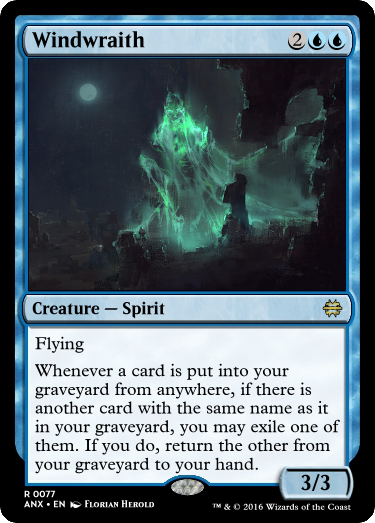 Windwraith 2
Creature — Spirit
Flying
Whenever a card is put into your
graveyard from anywhere, if there is
another card with the same name as it
in your graveyard, you may exile one of
them. If you do, return the other from
your graveyard to your hand.
3/3
R 0077
ANX • EN Florian Herold
™ & © 2016 Wizards of the Coast